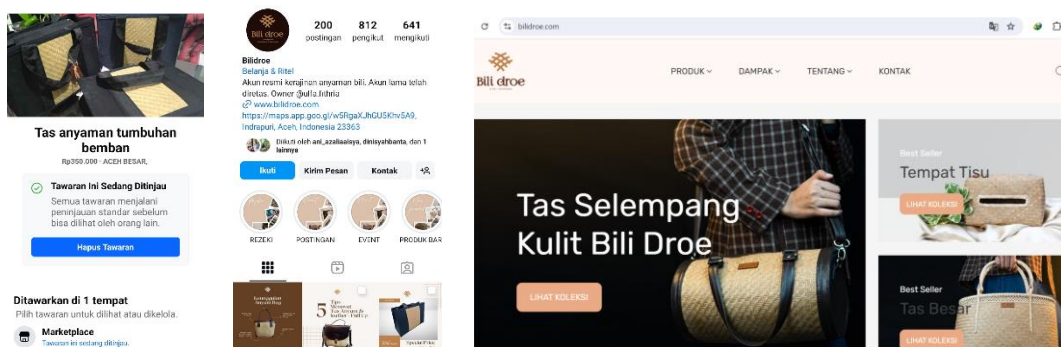 Tas anyaman tumbuhan
bemban
Rp350.000 - ACEH BESAR,
Tawaran Ini Sedang Ditinjau
Semua tawaran menjalani
peninjauan standar sebelum
bisa dilihat oleh orang lain.
Hapus Tawaran
Ditawarkan di 1 tempat
Pilih tawaran untuk dilihat atau dikelola.
Marketplace
Tawaran ini sedang ditinjau.
Bili droe
200
812
641
postingan
pengikut
mengikuti
Bilidroe
Belanja & Ritel
Akun resmi kerajinan anyaman bili. Akun lama telah
diretas. Owner @ulfa.fithria
www.bilidroe.com
https://maps.app.goo.gl/w5RgaXJhGU5Khv5A9,
Indrapuri, Aceh, Indonesia 23363
Diikuti oleh ani_azaliaalsya, dinisyahbanta, dan 1
lainnya
Ikuti
Kirim Pesan
Kontak
REZEKI
POSTINGAN
EVENT
PRODUK BAR
5 Tips
Special Price
bilidroe.com
Bili droe
PRODUK
DAMPAK
TENTANG
KONTAK
Tas Selempang
Kulit Bili Droe
LIHAT KOLEKSI
Best Seller
Tempat Tisu
LIHAT KOLEKSI
Best Seller
Tas Besar
LIHAT KOLEKSI